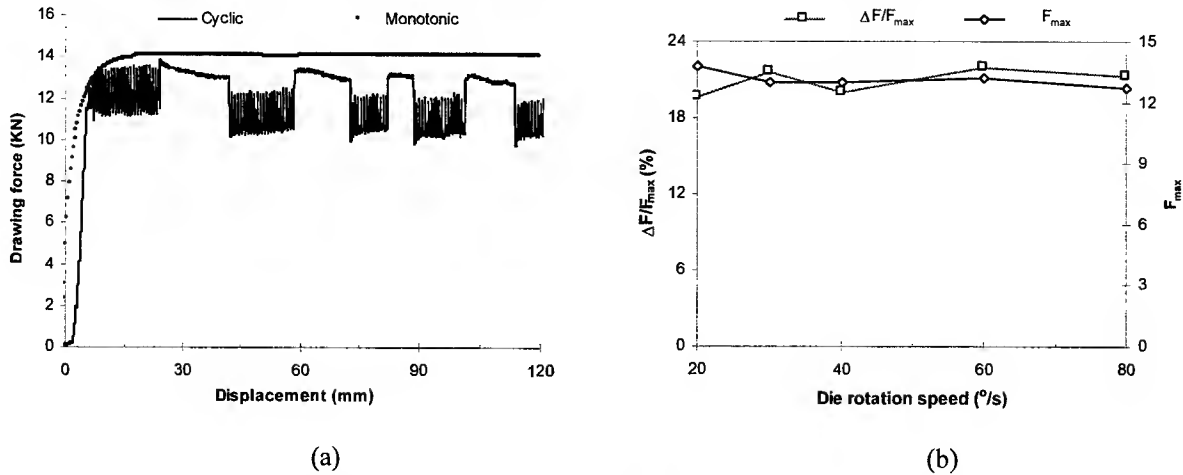 Cyclic
Monotonic
16
14
12
10
8
6
4
2
0
Drawing force (KN)
0
30
60
90
120
Displacement (mm)
(a)
ΔF/Fmax
Fmax
24
18
12
6
0
ΔF/Fmax (%)
15
12
9
6
3
0
Fmax
20
30
40
50
60
70
80
Die rotation speed (°/s)
(b)